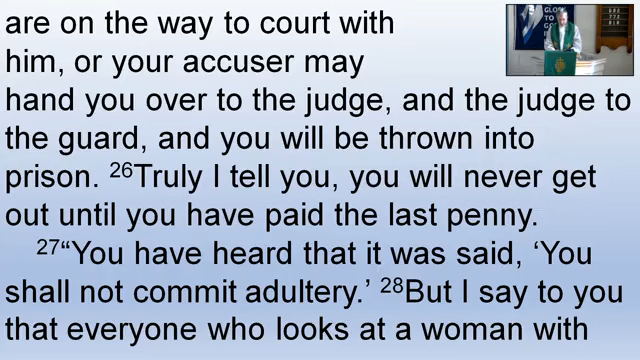 are on the way to court with
him, or your accuser may
hand you over to the judge, and the judge to
the guard, and you will be thrown into
prison. ²⁶Truly I tell you, you will never get
out until you have paid the last penny.
²⁷“You have heard that it was said, ‘You
shall not commit adultery.’ ²⁸But I say to you
that everyone who looks at a woman with
GLORY
TO
GO